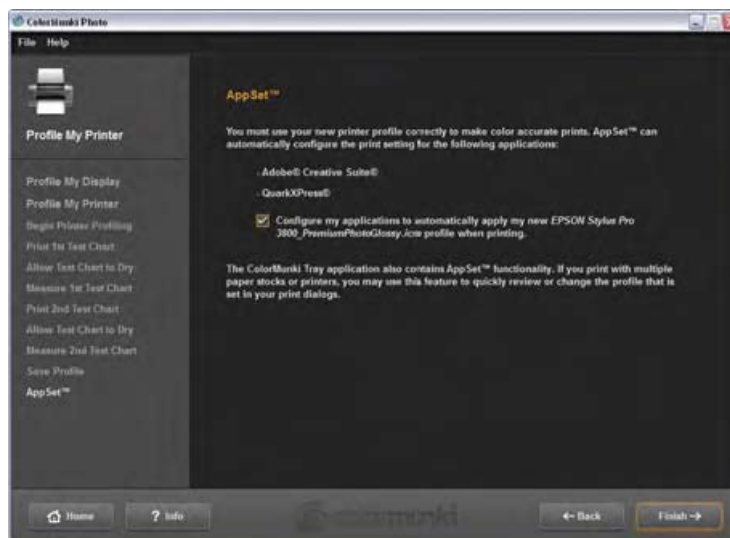 ColorMunki Photo
File Help
Profile My Printer
Profile My Display
Profile My Printer
Begin Printer Profiling
Print 1st Test Chart
Allow Test Chart to Dry
Measure 1st Test Chart
Print 2nd Test Chart
Allow Test Chart to Dry
Measure 2nd Test Chart
Save Profile
AppSet™
AppSet™
You must use your new printer profile correctly to make color accurate prints. AppSet™ can
automatically configure the print setting for the following applications:
- Adobe® Creative Suite®
- QuarkXPress®
Configure my applications to automatically apply my new EPSON Stylus Pro
3800_PremiumPhotoGlossy.icm profile when printing.
The ColorMunki Tray application also contains AppSet™ functionality. If you print with multiple
paper stocks or printers, you may use this feature to quickly review or change the profile that is
set in your print dialogs.
Home
? Info
colormunki
← Back
Finish →